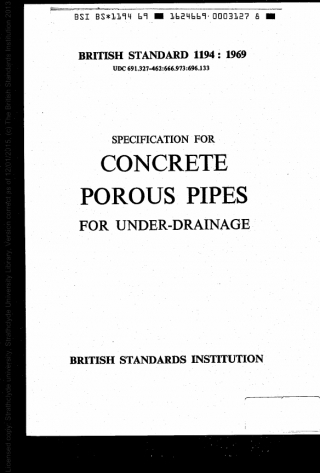 BSI BS*1194 69 ■ 1624669 0003127 8 ■
BRITISH STANDARD 1194 : 1969
UDC 691.327-462:666.973:696.133
SPECIFICATION FOR
CONCRETE
POROUS PIPES
FOR UNDER-DRAINAGE
BRITISH STANDARDS INSTITUTION
Licensed copy: Strathclyde university, Strathclyde University Library, Version correct as of 12/01/2015, (c) The British Standards Institution 2013